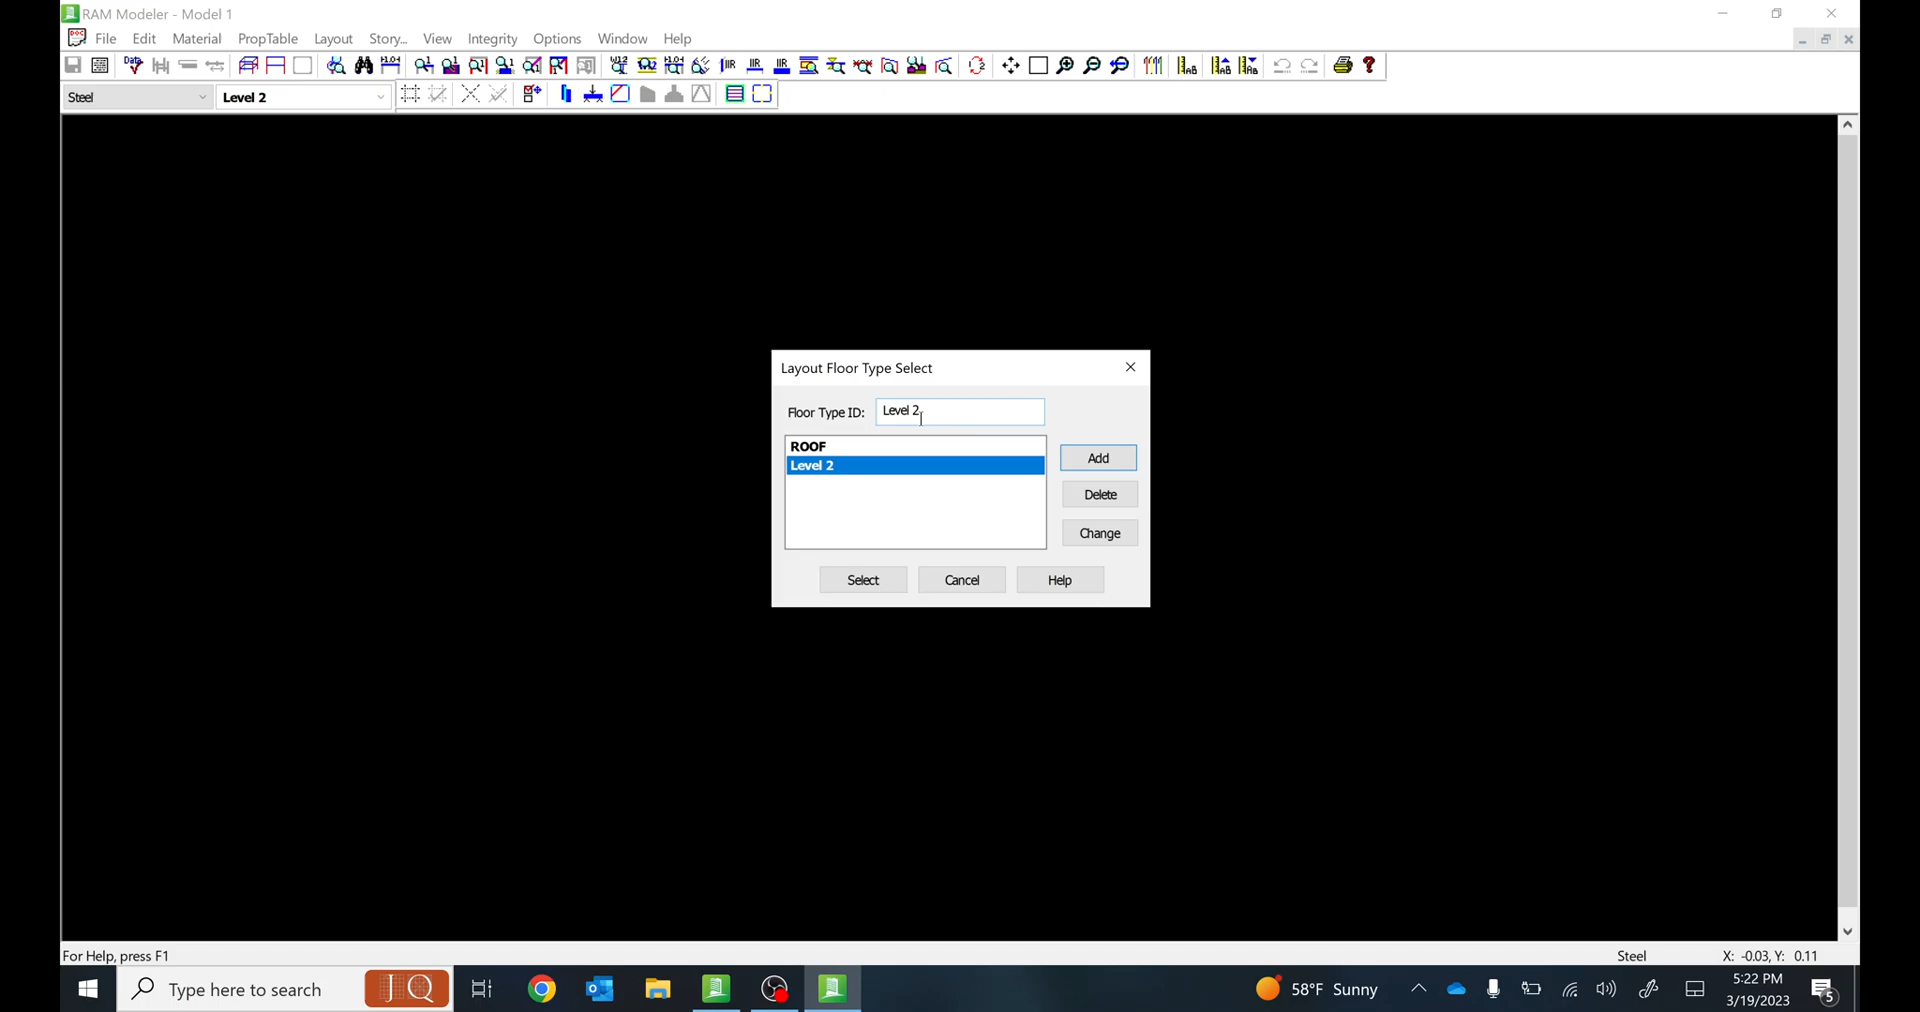 RAM Modeler - Model 1
File Edit Material PropTable Layout Story... View Integrity Options Window Help
Steel Level 2
Layout Floor Type Select
Floor Type ID: Level 2
ROOF
Level 2
Add
Delete
Change
Select Cancel Help
For Help, press F1 Steel X: -0.03, Y: 0.11
Type here to search
58°F Sunny
5:22 PM
3/19/2023
5